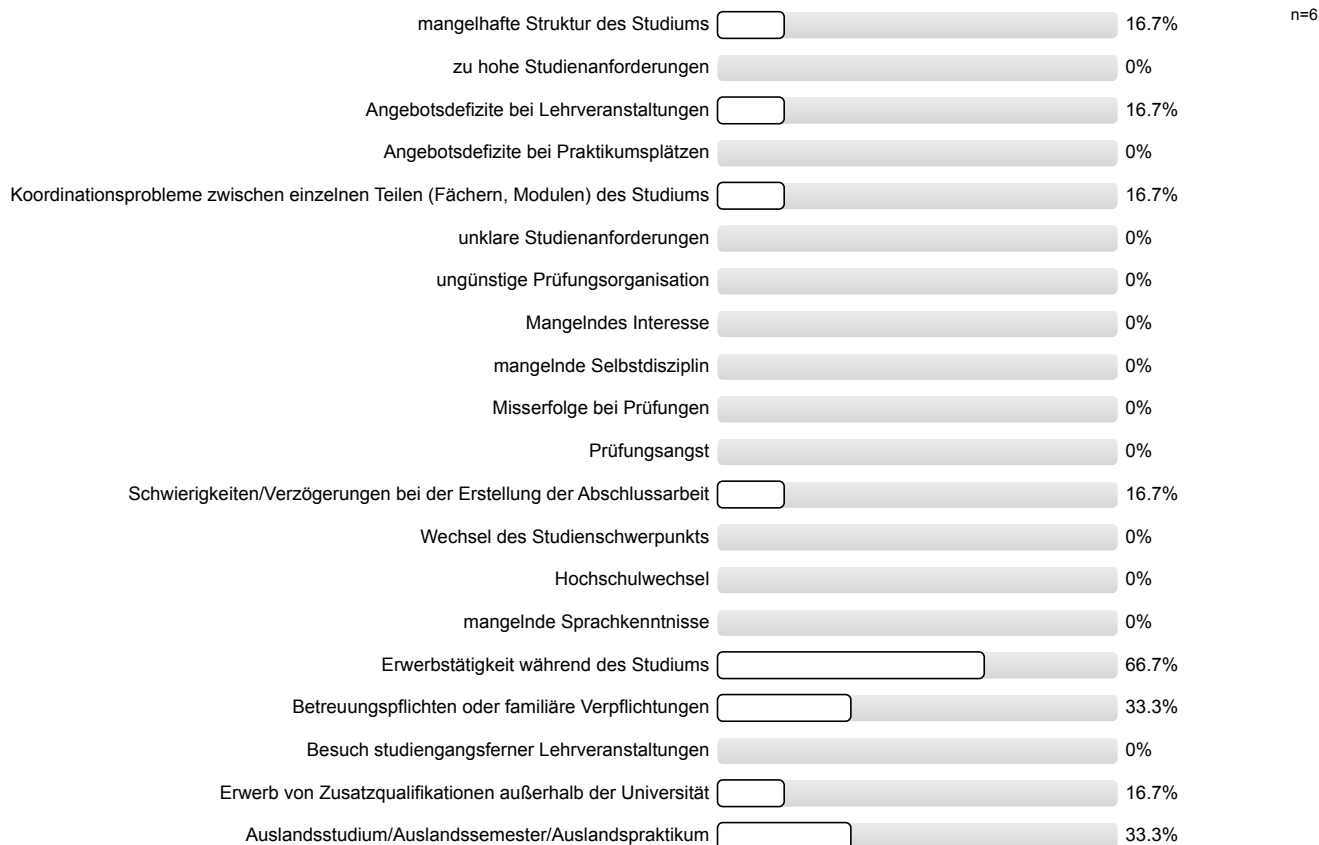 mangelhafte Struktur des Studiums 16.7% n=6
zu hohe Studienanforderungen 0%
Angebotsdefizite bei Lehrveranstaltungen 16.7%
Angebotsdefizite bei Praktikumsplätzen 0%
Koordinationsprobleme zwischen einzelnen Teilen (Fächern, Modulen) des Studiums 16.7%
unklare Studienanforderungen 0%
ungünstige Prüfungsorganisation 0%
Mangelndes Interesse 0%
mangelnde Selbstdisziplin 0%
Misserfolge bei Prüfungen 0%
Prüfungsangst 0%
Schwierigkeiten/Verzögerungen bei der Erstellung der Abschlussarbeit 16.7%
Wechsel des Studienschwerpunkts 0%
Hochschulwechsel 0%
mangelnde Sprachkenntnisse 0%
Erwerbstätigkeit während des Studiums 66.7%
Betreuungspflichten oder familiäre Verpflichtungen 33.3%
Besuch studiengangsferner Lehrveranstaltungen 0%
Erwerb von Zusatzqualifikationen außerhalb der Universität 16.7%
Auslandsstudium/Auslandssemester/Auslandspraktikum 33.3%